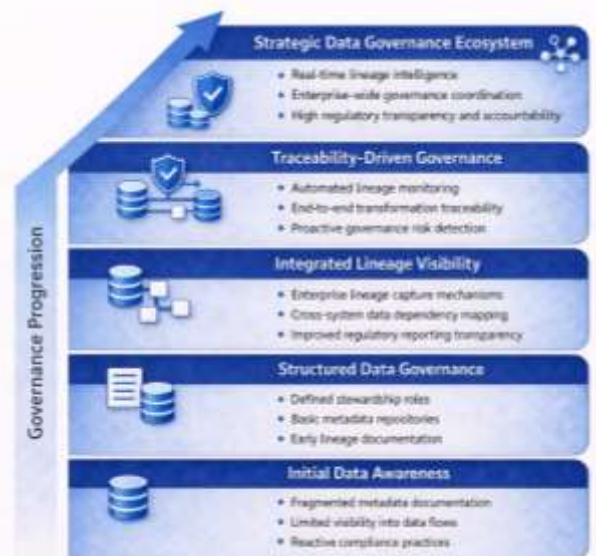 Strategic Data Governance Ecosystem
• Real-time lineage intelligence
• Enterprise-wide governance coordination
• High regulatory transparency and accountability
Traceability-Driven Governance
• Automated lineage monitoring
• End-to-end transformation traceability
• Proactive governance risk detection
Integrated Lineage Visibility
• Enterprise lineage capture mechanisms
• Cross-system data dependency mapping
• Improved regulatory reporting transparency
Structured Data Governance
• Defined stewardship roles
• Basic metadata repositories
• Early lineage documentation
Initial Data Awareness
• Fragmented metadata documentation
• Limited visibility into data flows
• Reactive compliance practices
Governance Progression